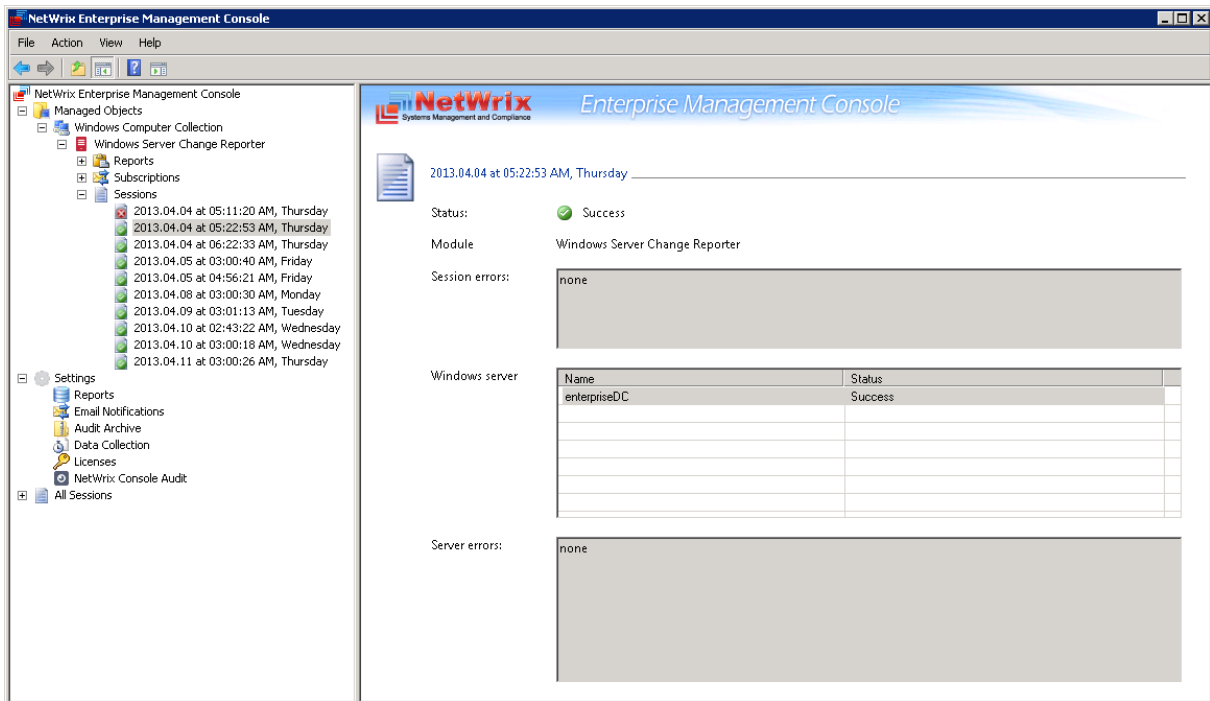 NetWrix Enterprise Management Console
File Action View Help
NetWrix Enterprise Management Console
Managed Objects
Windows Computer Collection
Windows Server Change Reporter
Reports
Subscriptions
Sessions
2013.04.04 at 05:11:20 AM, Thursday
2013.04.04 at 05:22:53 AM, Thursday
2013.04.04 at 06:22:33 AM, Thursday
2013.04.05 at 03:00:40 AM, Friday
2013.04.05 at 04:56:21 AM, Friday
2013.04.08 at 03:00:30 AM, Monday
2013.04.09 at 03:01:13 AM, Tuesday
2013.04.10 at 02:43:22 AM, Wednesday
2013.04.10 at 03:00:18 AM, Wednesday
2013.04.11 at 03:00:26 AM, Thursday
Settings
Reports
Email Notifications
Audit Archive
Data Collection
Licenses
NetWrix Console Audit
All Sessions
NetWrix Enterprise Management Console
Systems Management and Compliance
2013.04.04 at 05:22:53 AM, Thursday
Status: Success
Module Windows Server Change Reporter
Session errors: none
Windows server Name Status
enterpriseDC Success
Server errors: none